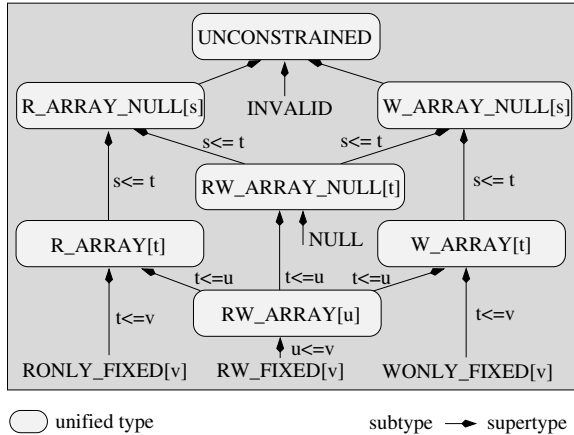 UNCONSTRAINED
R_ARRAY_NULL[s]
INVALID
W_ARRAY_NULL[s]
s<= t
s<= t
s<= t
RW_ARRAY_NULL[t]
s<= t
R_ARRAY[t]
NULL
W_ARRAY[t]
t<=u
t<=u
t<=u
t<=v
RW_ARRAY[u]
t<=v
u<=v
RONLY_FIXED[v]
RW_FIXED[v]
WONLY_FIXED[v]
unified type
subtype
supertype